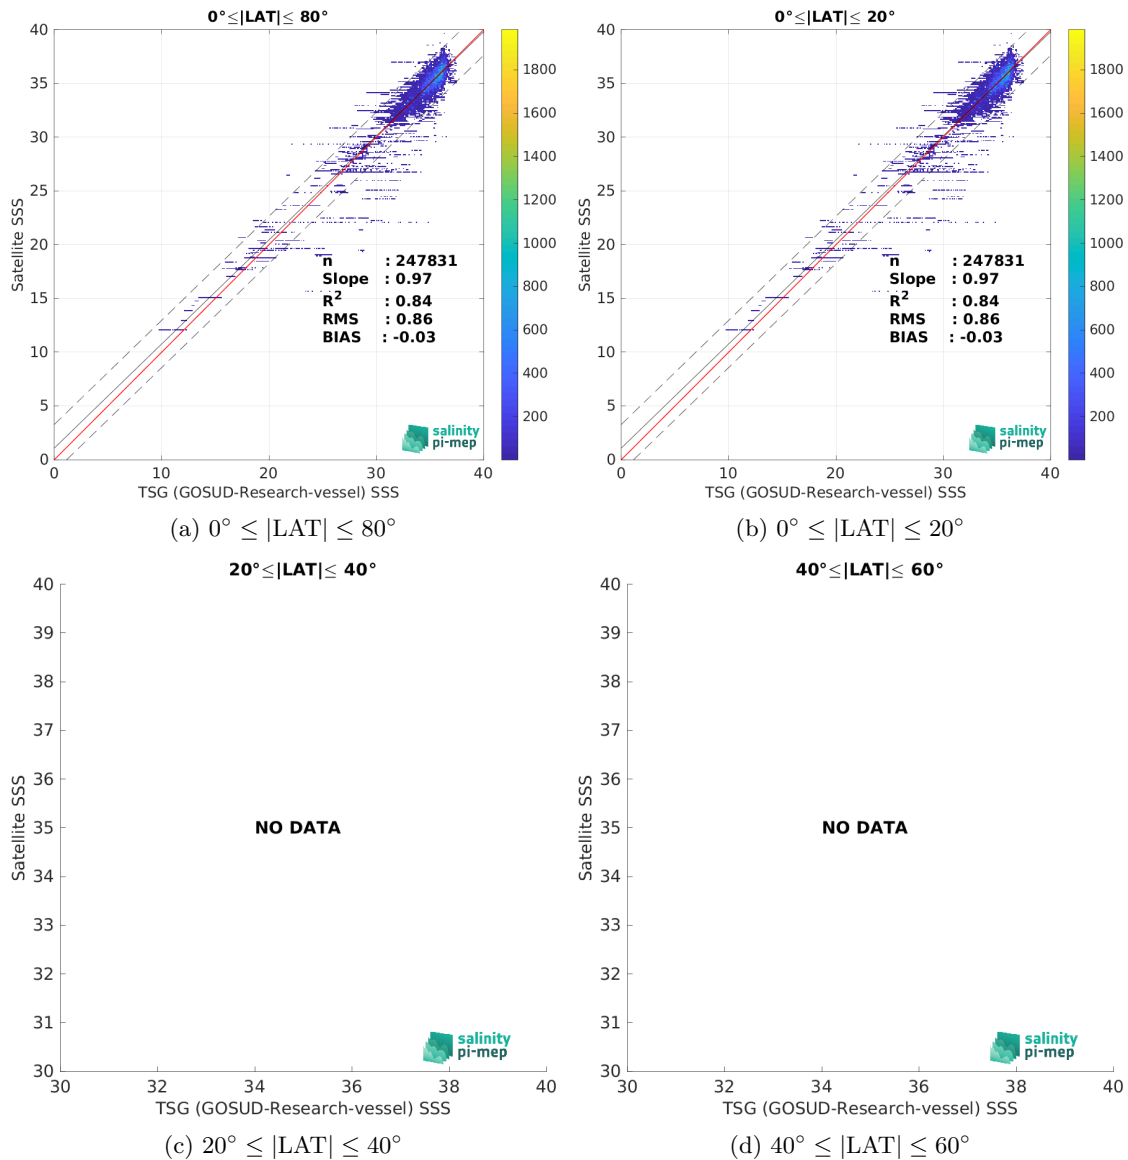 0°≤|LAT|≤ 80°
40
35
30
25
20
15
10
5
0
0
10
20
30
40
Satellite SSS
TSG (GOSUD-Research-vessel) SSS
n : 247831
Slope : 0.97
R2 : 0.84
RMS : 0.86
BIAS : -0.03
salinity
pi-mep
1800
1600
1400
1200
1000
800
600
400
200
(a) 0° ≤ |LAT| ≤ 80°
0°≤|LAT|≤ 20°
40
35
30
25
20
15
10
5
0
0
10
20
30
40
Satellite SSS
TSG (GOSUD-Research-vessel) SSS
n : 247831
Slope : 0.97
R2 : 0.84
RMS : 0.86
BIAS : -0.03
salinity
pi-mep
1800
1600
1400
1200
1000
800
600
400
200
(b) 0° ≤ |LAT| ≤ 20°
20°≤|LAT|≤ 40°
40
39
38
37
36
35
34
33
32
31
30
30
32
34
36
38
40
Satellite SSS
NO DATA
salinity
pi-mep
TSG (GOSUD-Research-vessel) SSS
(c) 20° ≤ |LAT| ≤ 40°
40°≤|LAT|≤ 60°
40
39
38
37
36
35
34
33
32
31
30
30
32
34
36
38
40
Satellite SSS
NO DATA
salinity
pi-mep
TSG (GOSUD-Research-vessel) SSS
(d) 40° ≤ |LAT| ≤ 60°